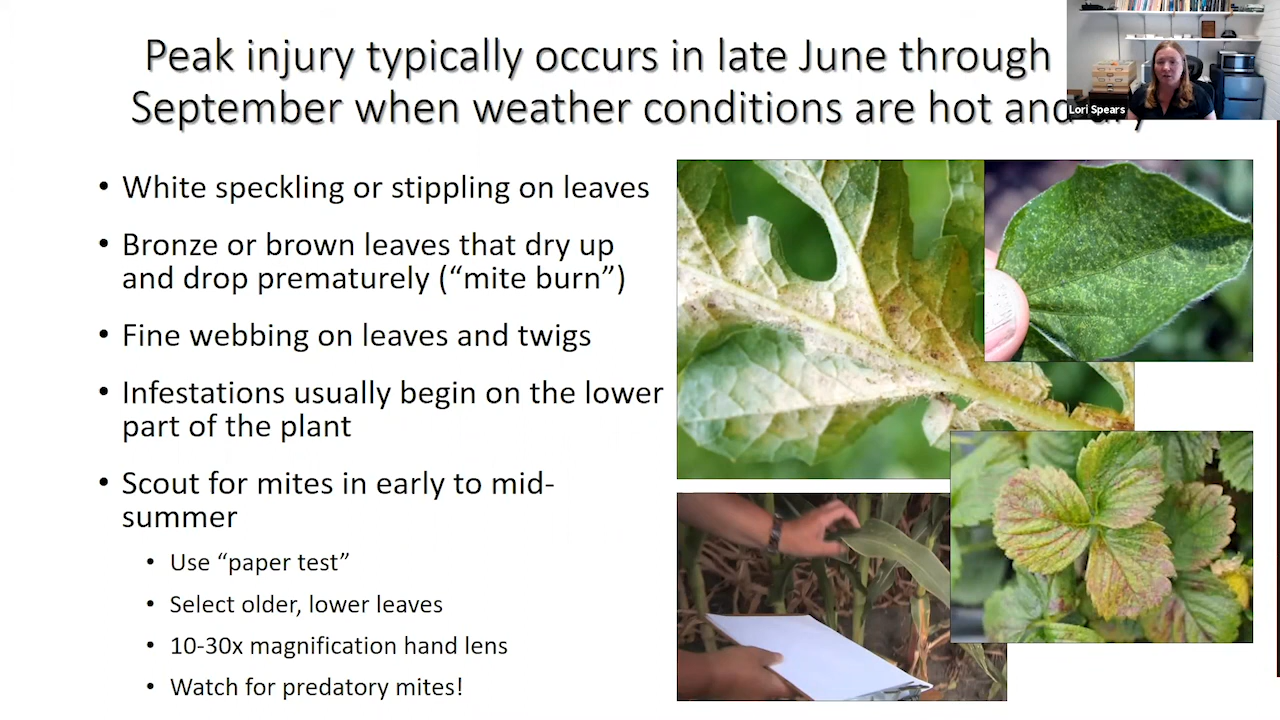 Peak injury typically occurs in late June through
September when weather conditions are hot and dry
Lori Spears
• White speckling or stippling on leaves
• Bronze or brown leaves that dry up
and drop prematurely (“mite burn”)
• Fine webbing on leaves and twigs
• Infestations usually begin on the lower
part of the plant
• Scout for mites in early to mid-
summer
• Use “paper test”
• Select older, lower leaves
• 10-30x magnification hand lens
• Watch for predatory mites!